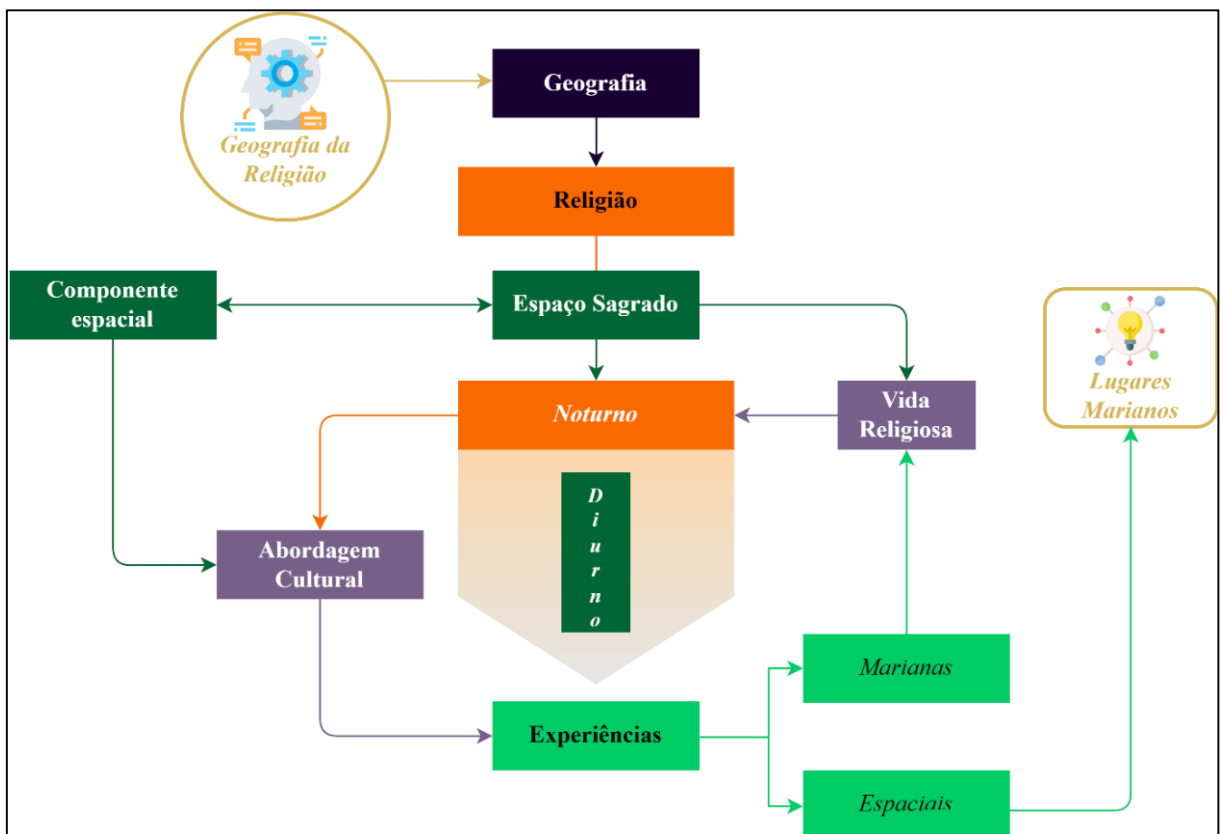 Geografia da
Religião
Geografia
Religião
Componente
espacial
Espaço Sagrado
Lugares
Marianos
Noturno
Vida
Religiosa
D
i
u
r
n
o
Abordagem
Cultural
Marianas
Experiências
Espaciais